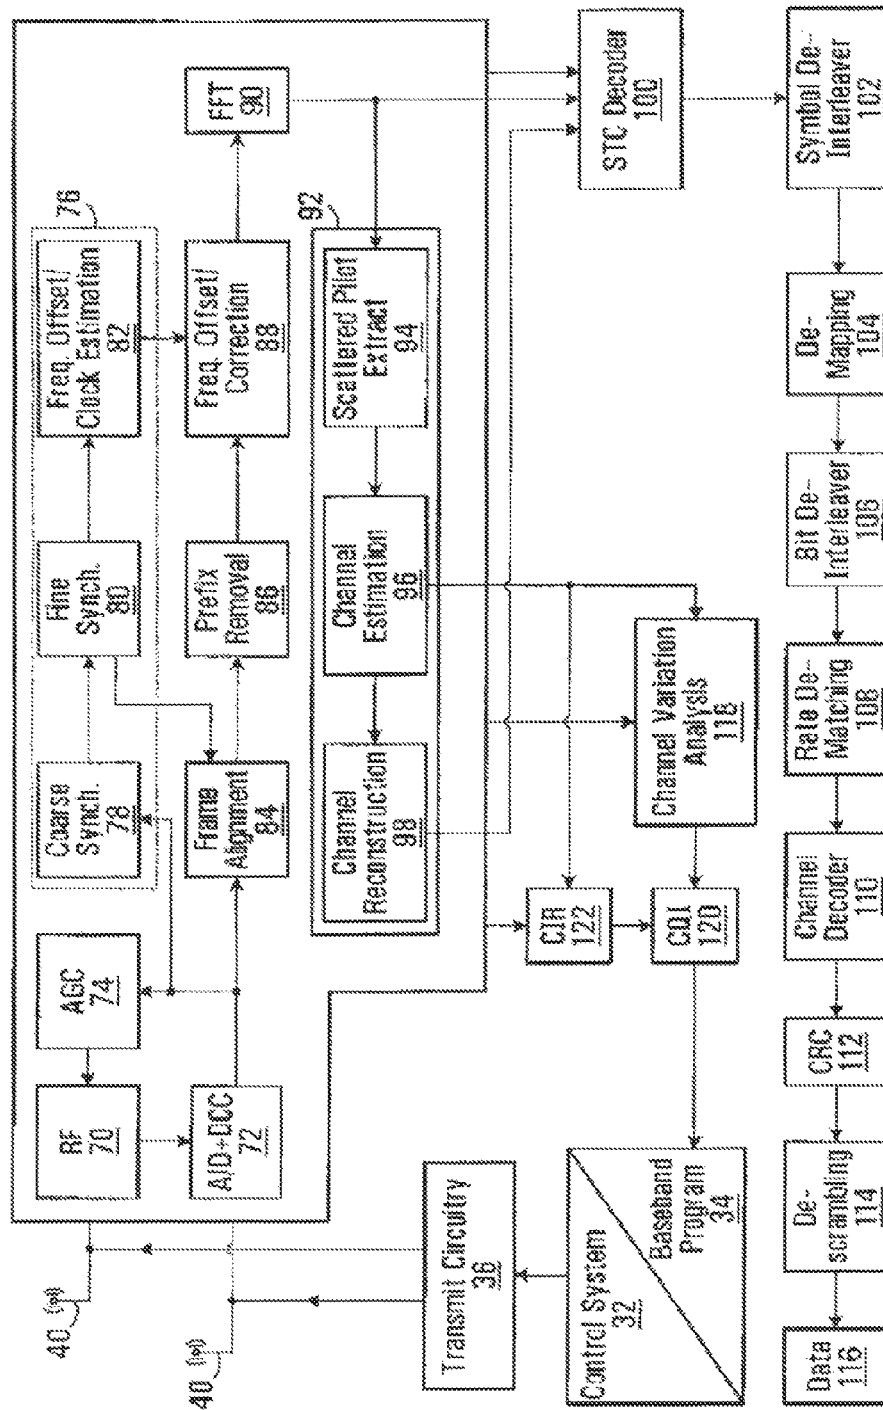 40
40
RF
70
AGC
74
A/D+DCC
72
Coarse
Synch.
78
Fine
Synch.
80
Freq. Offset/
Clock Estimation
82
76
Frame
Alignment
84
Prefix
Removal
86
Freq. Offset/
Correction
88
FFT
90
92
Channel
Reconstruction
98
Channel
Estimation
96
Scattered Pilot
Extract
94
Transmit Circuitry
36
CIR
122
STC Decoder
100
Control System
32
Baseband
Program
34
CQI
120
Channel Variation
Analysis
118
Data
116
De-
scrambling
114
CRC
112
Channel
Decoder
110
Rate De-
Matching
108
Bit De-
Interleaver
106
De-
Mapping
104
Symbol De-
Interleaver
102